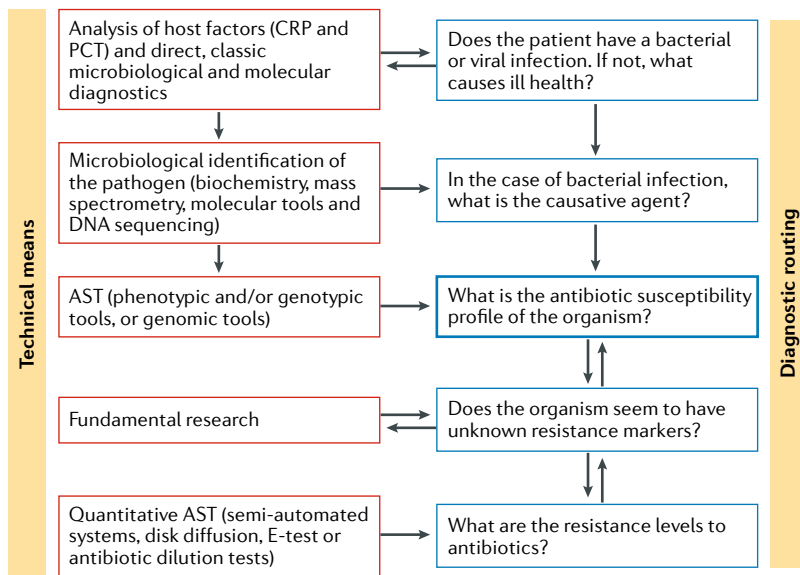 Technical means
Analysis of host factors (CRP and
PCT) and direct, classic
microbiological and molecular
diagnostics
Does the patient have a bacterial
or viral infection. If not, what
causes ill health?
Microbiological identification of
the pathogen (biochemistry, mass
spectrometry, molecular tools and
DNA sequencing)
In the case of bacterial infection,
what is the causative agent?
AST (phenotypic and/or genotypic
tools, or genomic tools)
What is the antibiotic susceptibility
profile of the organism?
Fundamental research
Does the organism seem to have
unknown resistance markers?
Quantitative AST (semi-automated
systems, disk diffusion, E-test or
antibiotic dilution tests)
What are the resistance levels to
antibiotics?
Diagnostic routing